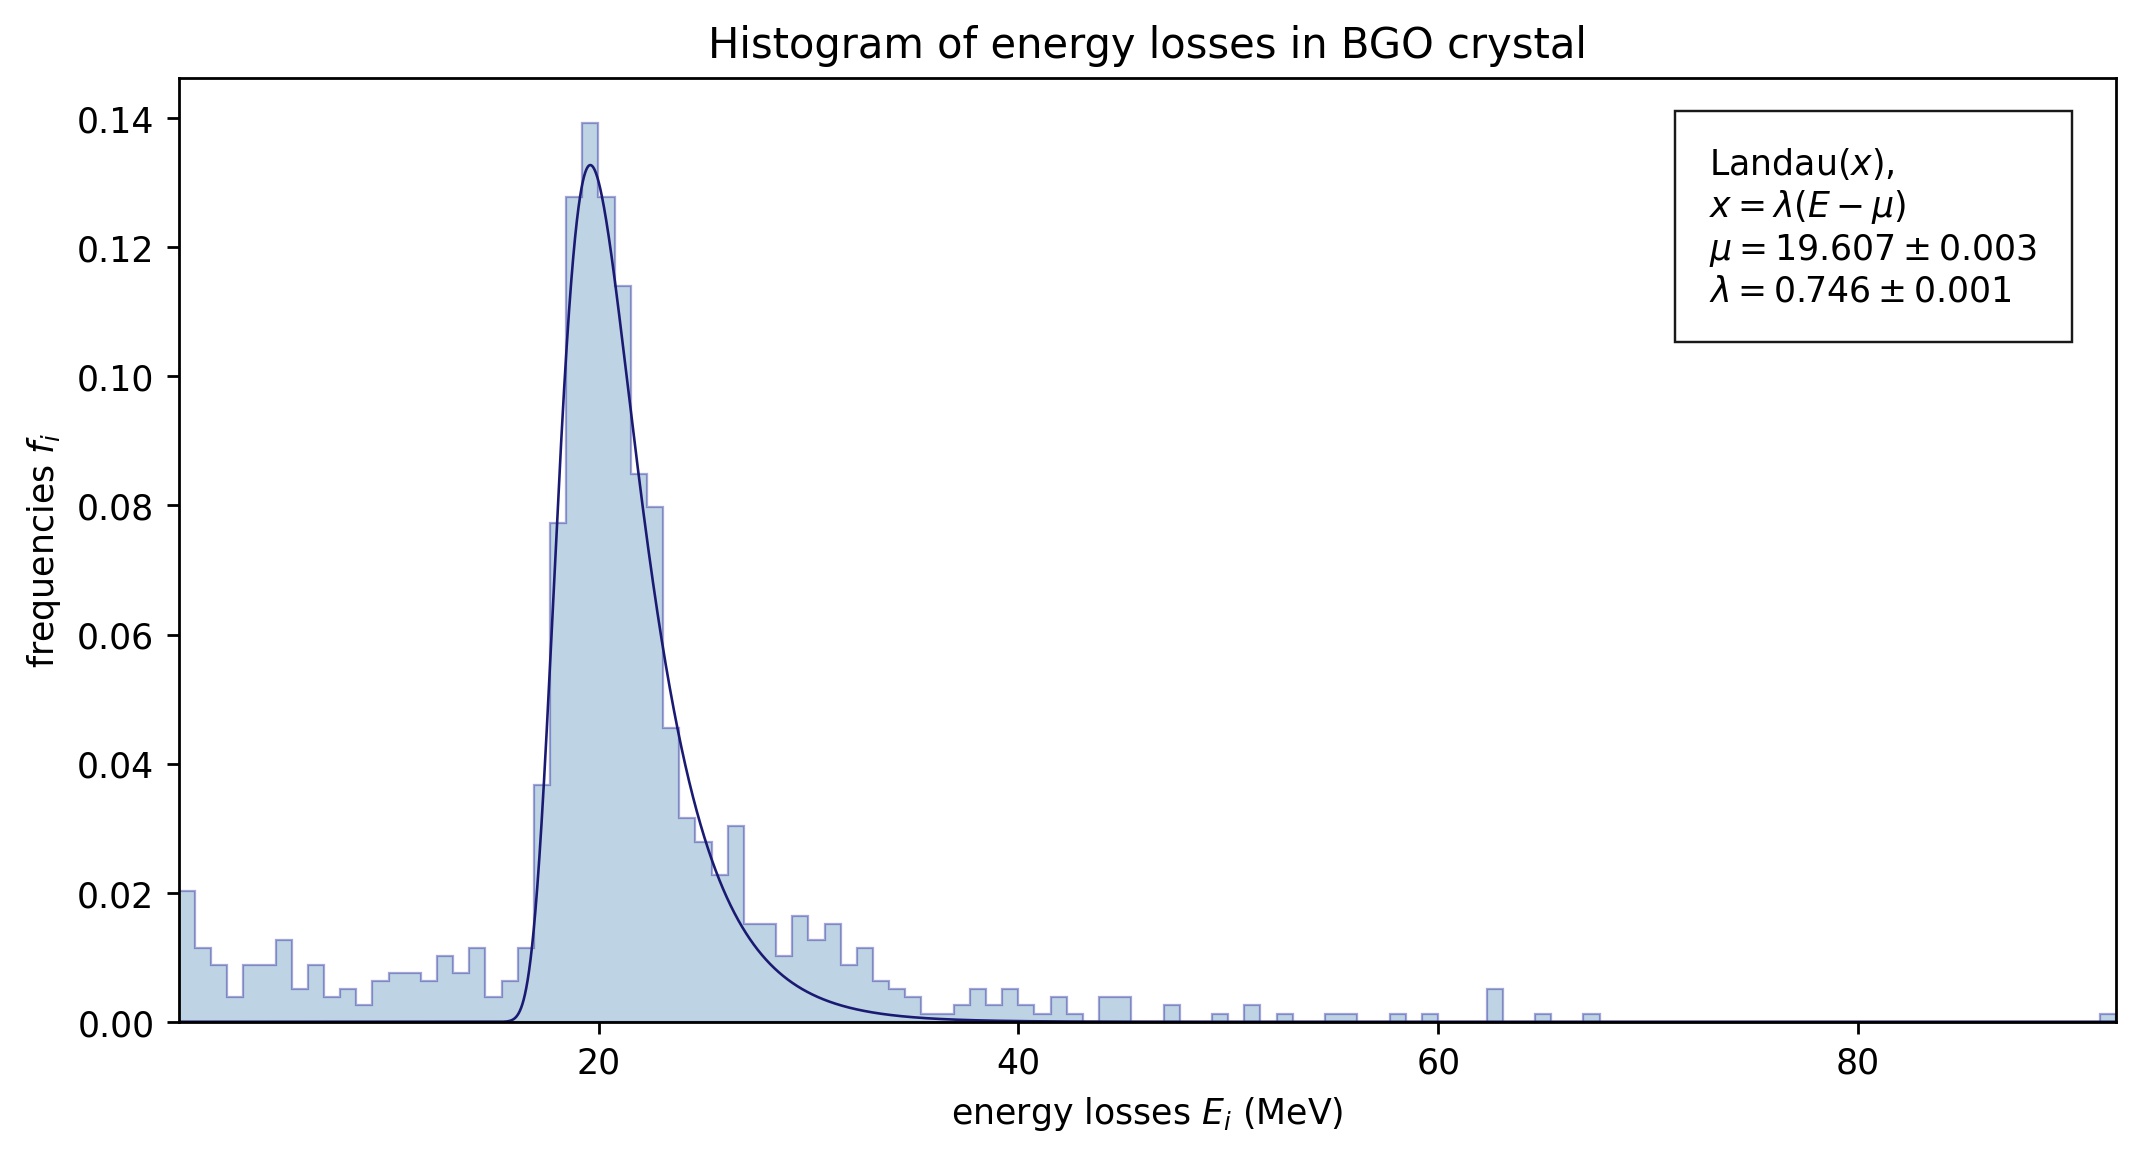 Histogram of energy losses in BGO crystal
0.14
0.12
0.10
0.08
0.06
0.04
0.02
0.00
frequencies fᵢ
Landau(x),
x = λ(E − μ)
μ = 19.607 ± 0.003
λ = 0.746 ± 0.001
20 40 60 80
energy losses Eᵢ (MeV)